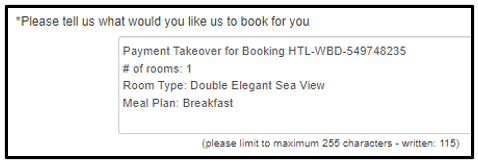 *Please tell us what would you like us to book for you
Payment Takeover for Booking HTL-WBD-549748235
# of rooms: 1
Room Type: Double Elegant Sea View
Meal Plan: Breakfast
(please limit to maximum 255 characters - written: 115)